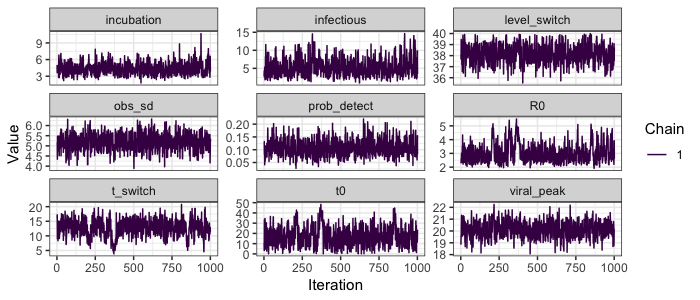 incubation
infectious
level_switch
9
6
3
15
10
5
40
39
38
37
36
obs_sd
prob_detect
R0
6.0
5.5
5.0
4.5
4.0
0.20
0.15
0.10
0.05
5
4
3
2
t_switch
t0
viral_peak
20
15
10
5
50
40
30
20
10
0
22
21
20
19
18
0 250 500 750 1000
0 250 500 750 1000
0 250 500 750 1000
Value
Iteration
Chain
1